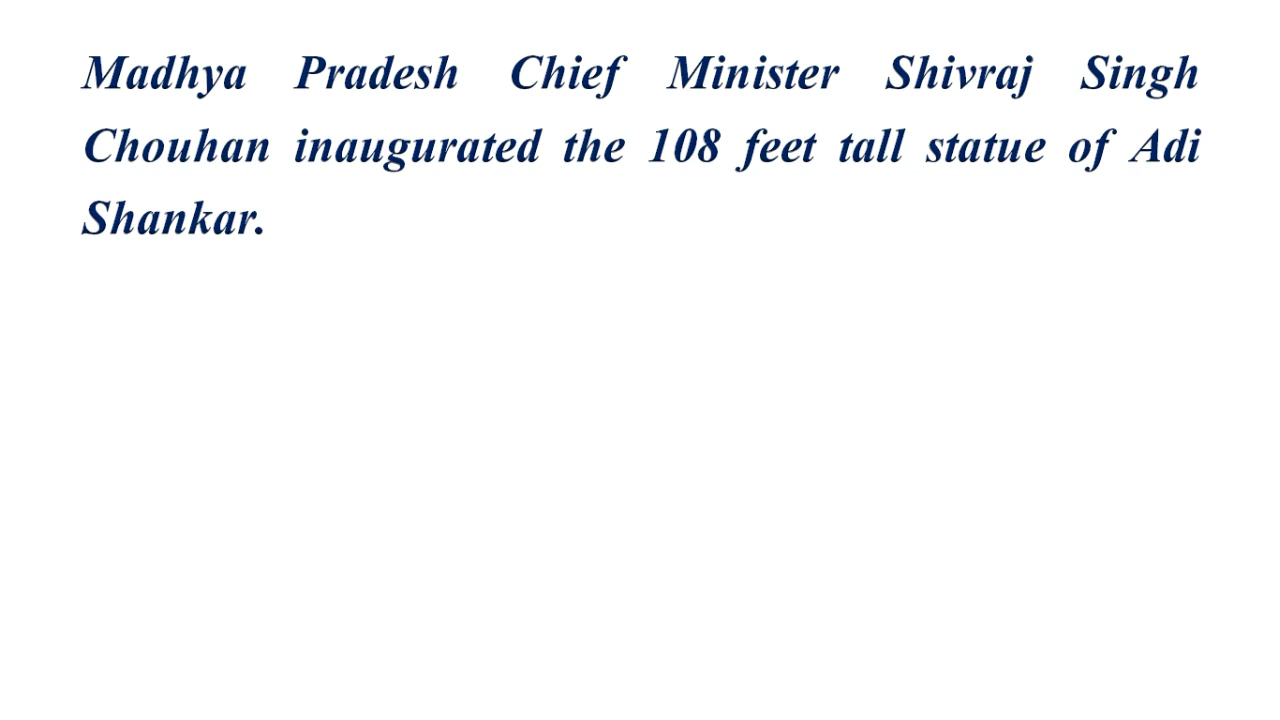 Madhya Pradesh Chief Minister Shivraj Singh
Chouhan inaugurated the 108 feet tall statue of Adi
Shankar.